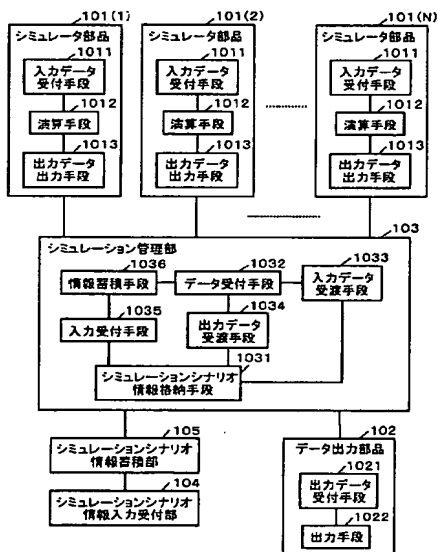 101(1)
シミュレータ部品
1011
入力データ
受付手段
1012
演算手段
1013
出力データ
出力手段
101(2)
シミュレータ部品
1011
入力データ
受付手段
1012
演算手段
1013
出力データ
出力手段
101(N)
シミュレータ部品
1011
入力データ
受付手段
1012
演算手段
1013
出力データ
出力手段
103
シミュレーション管理部
1036
情報蓄積手段
1032
データ受付手段
1033
入力データ
受渡手段
1035
入力受付手段
1034
出力データ
受渡手段
1031
シミュレーションシナリオ
情報格納手段
105
シミュレーションシナリオ
情報蓄積部
104
シミュレーションシナリオ
情報入力受付部
102
データ出力部品
1021
出力データ
受付手段
1022
出力手段